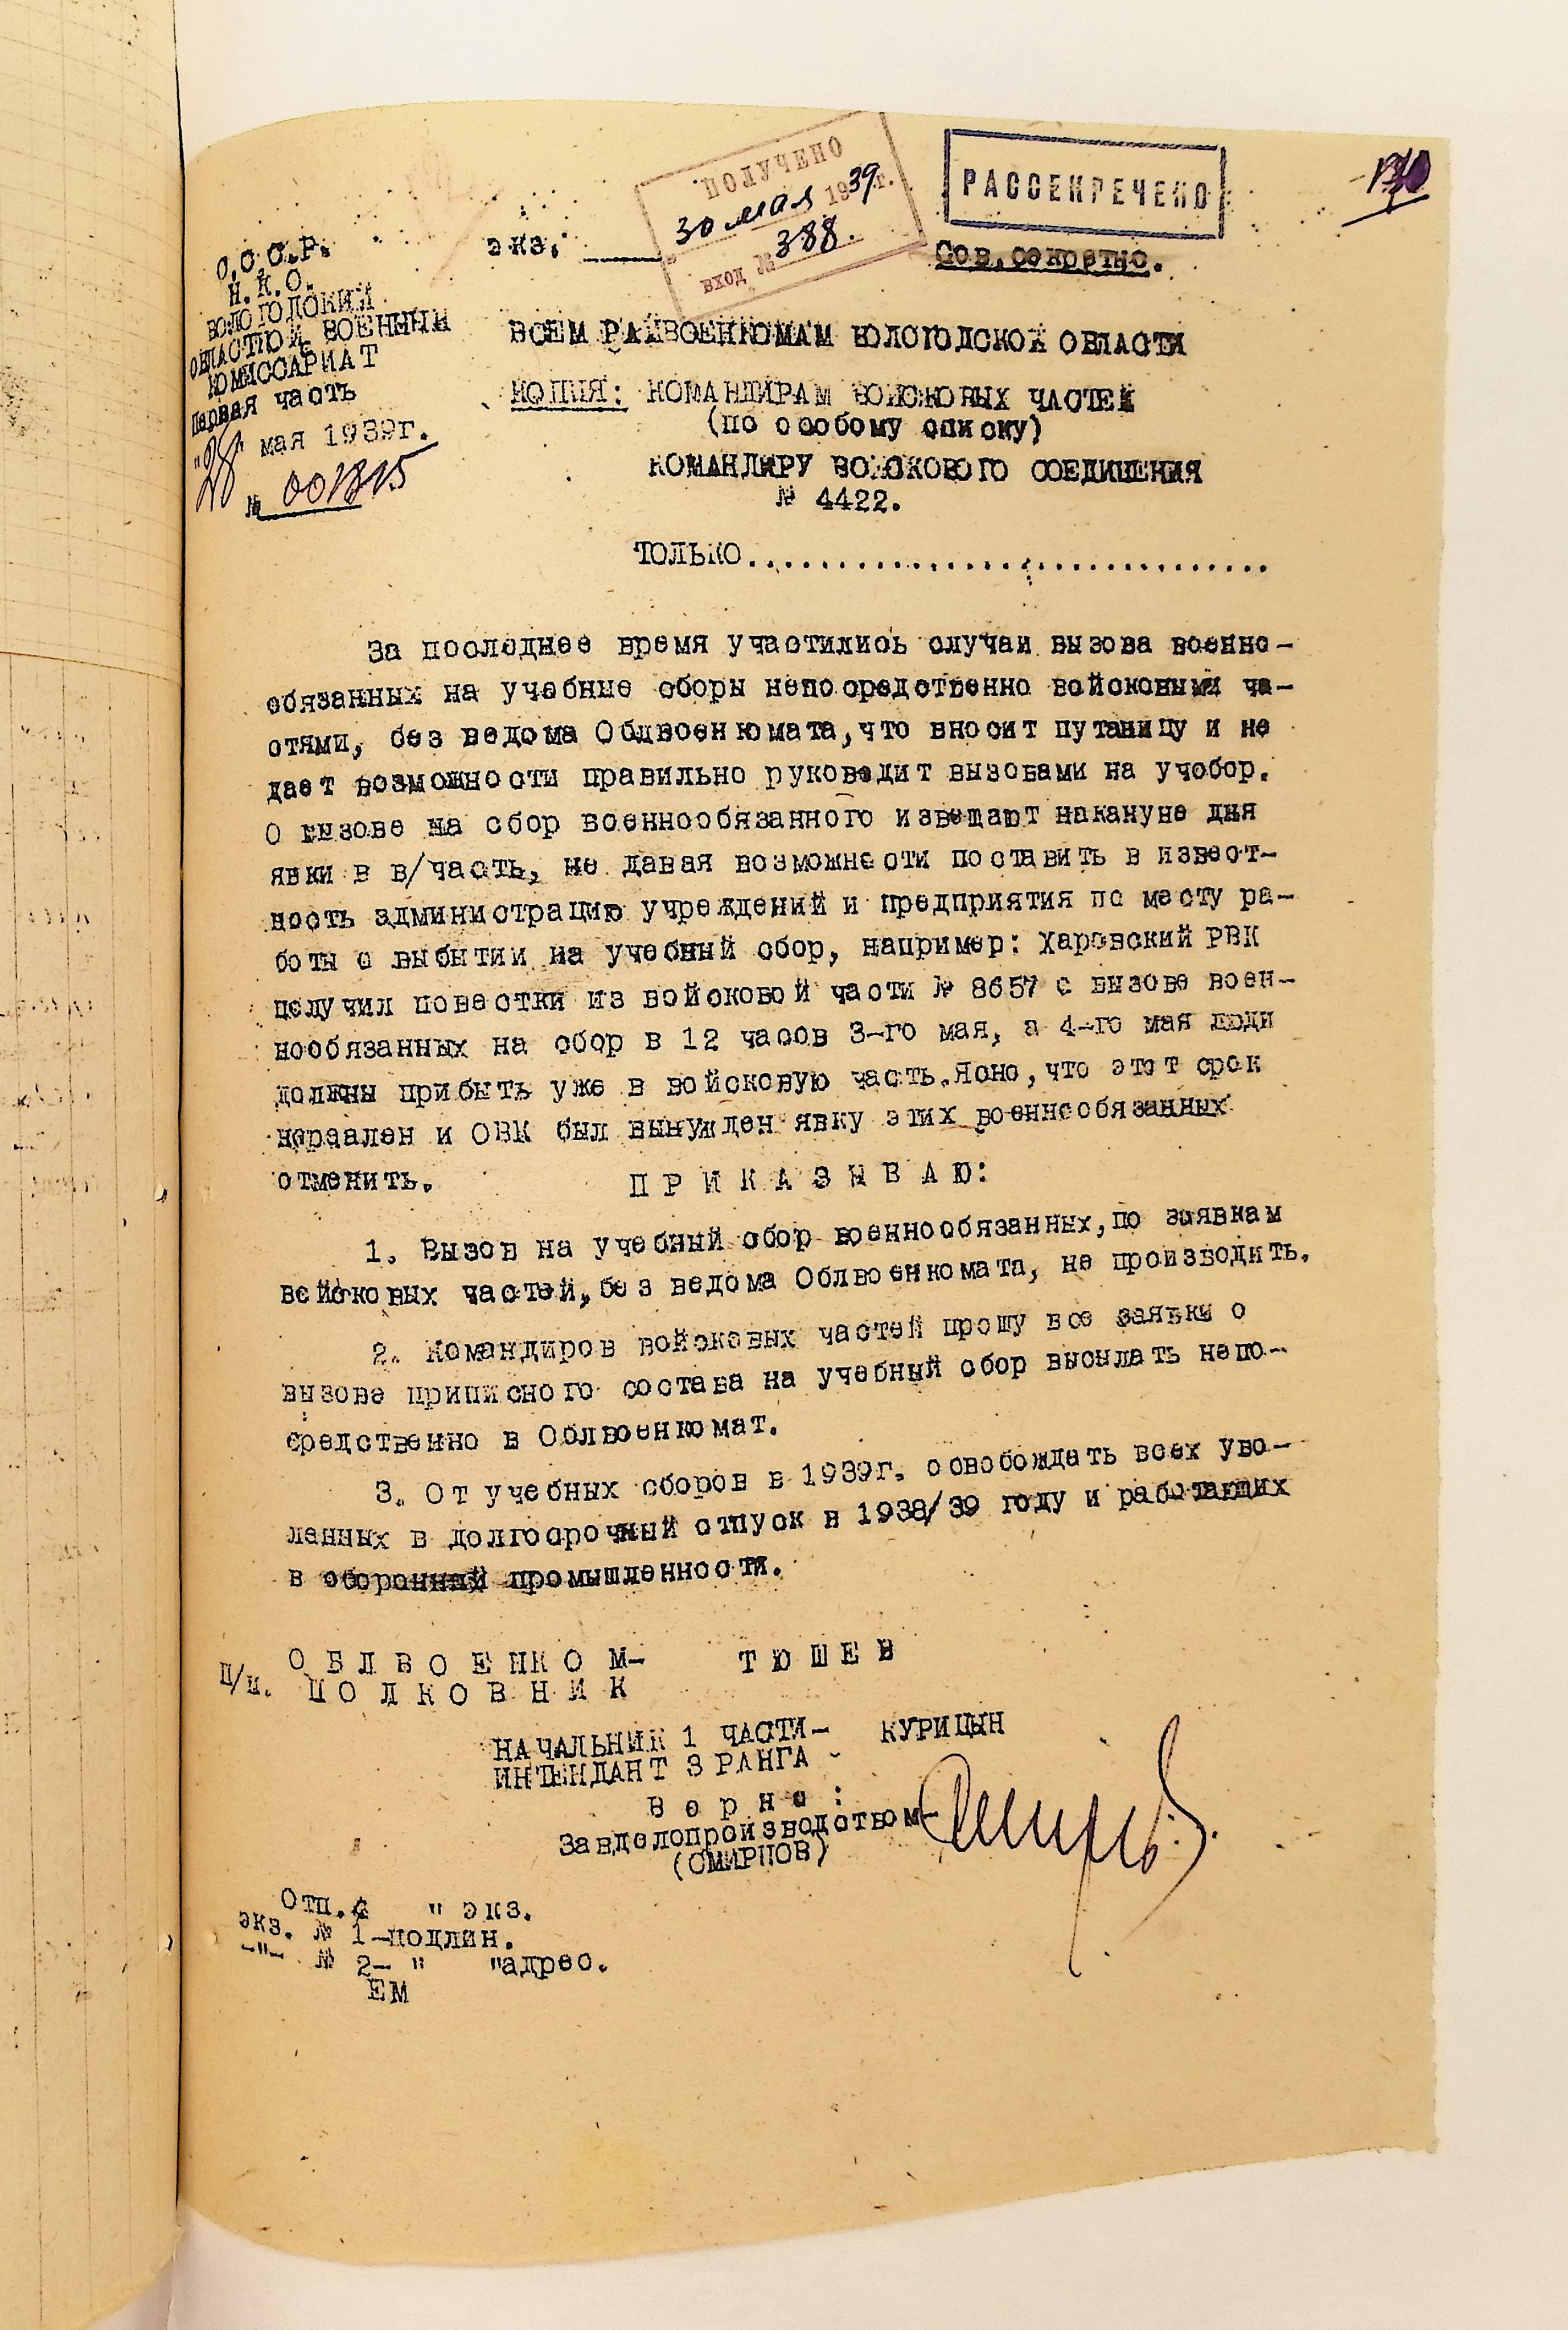 ПОЛУЧЕНО
30 мая 1939 г.
вход № 388.
РАССЕКРЕЧЕНО
экз.
Сов.секретно.
С.С.С.Р.
Н.К.О.
ВОЛОГОДСКИЙ
ОБЛАСТНОЙ ВОЕННЫЙ
КОМИССАРИАТ
Первая часть
"28" мая 1939г.
№ 001315
ВСЕМ РАЙВОЕНКОМАМ ВОЛОГОДСКОЙ ОБЛАСТИ
КОПИЯ: КОМАНДИРАМ ВОЙСКОВЫХ ЧАСТЕЙ
(по особому списку)
КОМАНДИРУ ВОЙСКОВОГО СОЕДИНЕНИЯ
№ 4422.
ТОЛЬКО..............................
За последнее время участились случаи вызова военно-
обязанных на учебные сборы непосредственно войсковыми ча-
стями, без ведома Облвоенкомата,что вносит путаницу и не
дает возможности правильно руководит вызовами на учсбор.
О вызове на сбор военнообязанного извещают накануне дня
явки в в/часть, не давая возможности поставить в извест-
ность администрацию учреждений и предприятия по месту ра-
боты о выбытии на учебный сбор, например: Харовский РВК
получил повестки из войсковой части № 8657 о вызове воен-
нообязанных на сбор в 12 часов 3-го мая, а 4-го мая люди
должны прибыть уже в войсковую часть.Ясно,что этот срок
нереален и ОВК был вынужден явку этих военнообязанных
отменить.
ПРИКАЗЫВАЮ:
1. Вызов на учебный сбор военнообязанных,по заявкам
войсковых частей,без ведома Облвоенкомата, не производить.
2. Командиров войсковых частей прошу все заявки о
вызове приписного состава на учебный сбор высылать непо-
средственно в Облвоенкомат.
3. От учебных сборов в 1939г. освобождать всех уво-
ланных в долгосрочный отпуск в 1938/39 году и работающих
в оборонный промышленности.
п/п. ОБЛВОЕНКОМ- ТЮШЕВ
ПОЛКОВНИК
НАЧАЛЬНИК 1 ЧАСТИ- КУРИЦЫН
ИНТЕНДАНТ 3 РАНГА -
Верно:
Завделопроизводством-
(СМИРНОВ)
Отп. " экз.
экз. № 1-подлин.
-"- № 2- " "адрес.
ЕМ